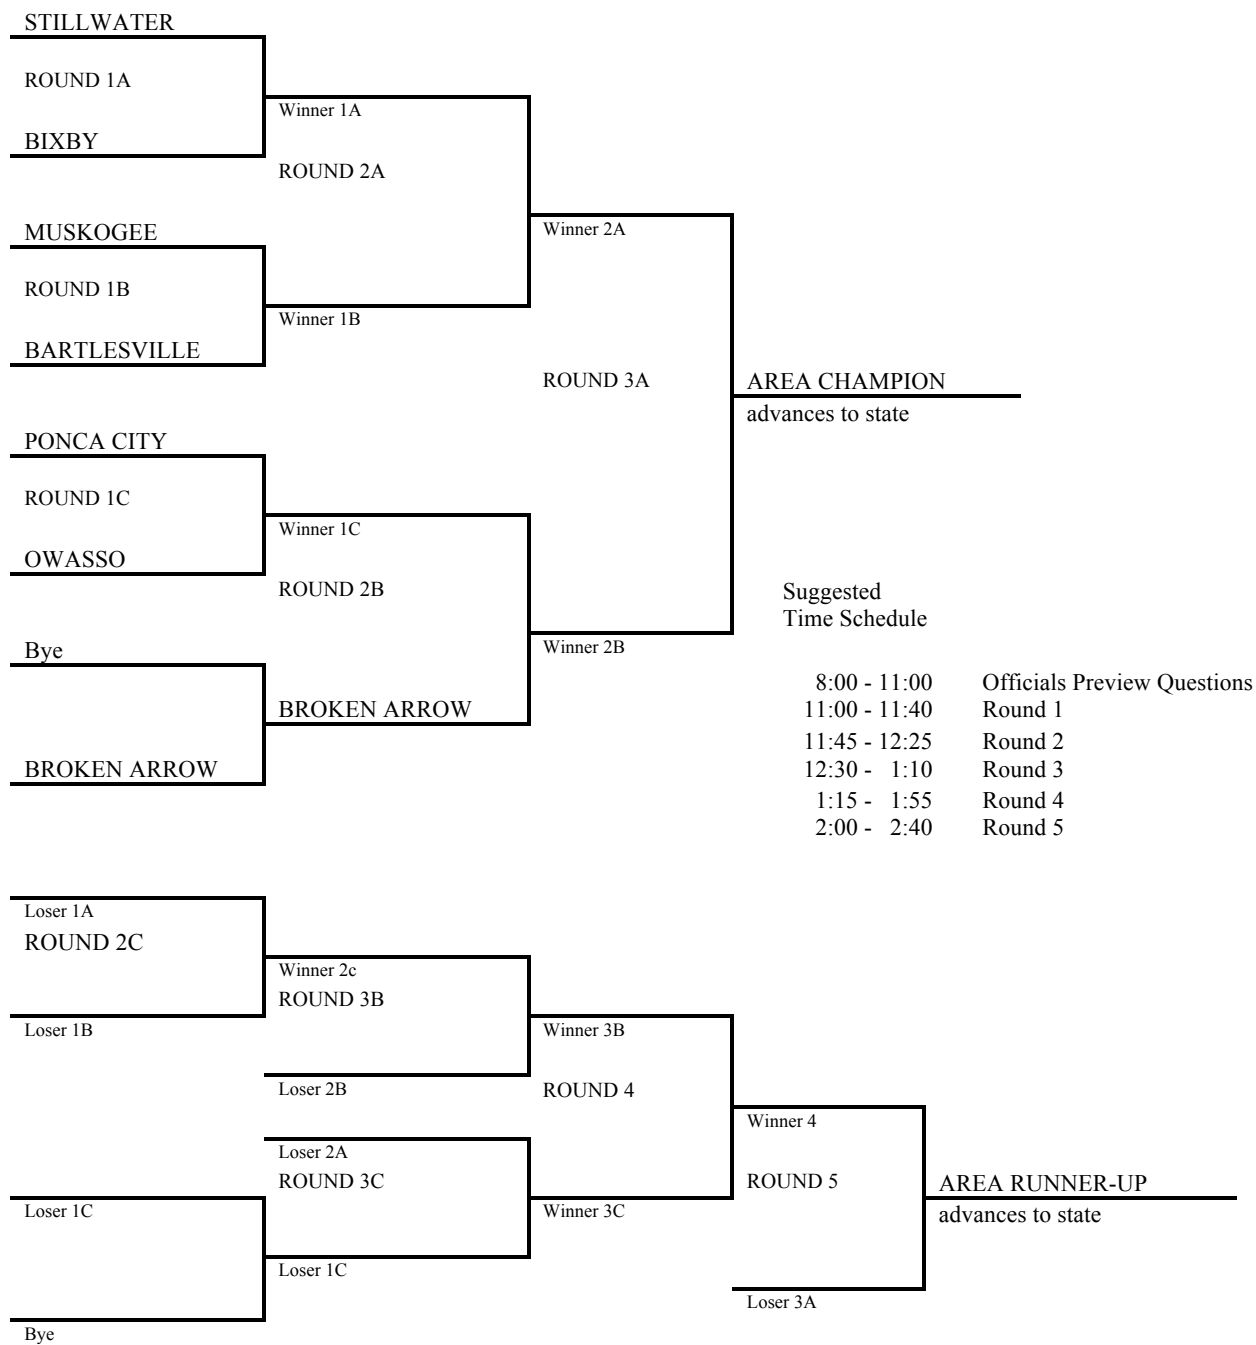 STILLWATER
ROUND 1A
Winner 1A
BIXBY
ROUND 2A
MUSKOGEE
Winner 2A
ROUND 1B
Winner 1B
BARTLESVILLE
ROUND 3A
AREA CHAMPION
advances to state
PONCA CITY
ROUND 1C
Winner 1C
OWASSO
ROUND 2B
Bye
Winner 2B
BROKEN ARROW
BROKEN ARROW
Suggested
Time Schedule
8:00 - 11:00 Officials Preview Questions
11:00 - 11:40 Round 1
11:45 - 12:25 Round 2
12:30 - 1:10 Round 3
1:15 - 1:55 Round 4
2:00 - 2:40 Round 5
Loser 1A
ROUND 2C
Winner 2c
ROUND 3B
Loser 1B
Winner 3B
Loser 2B
ROUND 4
Winner 4
Loser 2A
ROUND 3C
ROUND 5
AREA RUNNER-UP
advances to state
Loser 1C
Winner 3C
Loser 1C
Loser 3A
Bye